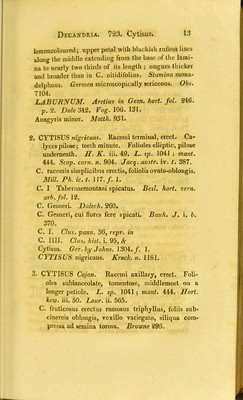 Decandria. 723. Cytisus. 13
lemoncoloured; upper petal with blackish rufous lines
along the middle extending from the base of the lami-
na to nearly two thirds of its length; ungues thicker
and broader than in C. nitidifolius. Stamina mona-
delphous. Germen microscopically sericeous. Obs.
7104.
LABURNUM. Aretius in Gesn. hort. fol. 246.
p. 2. Dale 342. Vog. 106. 131.
Anagyris minor. Matth. 931.
2. CYTISUS nigricans. Racemi terminal, erect. Ca-
lyces pilose; teeth minute. Folioles elliptic, pilose
underneath. H. K. iii. 49. L. sp. 1041; mant.
444. Scop. carn. n. 904. Jacq. austr. iv. t. 387.
C. racemis simplicibus erectis, foliolis ovato-oblongis.
Mill. Ph. ic. t. 117. f. 1.
C. I Tabernaemontani spicatus. Besl. hort. vern.
arb. fol. 12.
C. Gesneri. Dalech. 260.
C. Gesneri, cui flores fere spicati. Bauh. J. i. b.
370.
C. I. Clus. pann. 36, repr. in
C. IIII. Clus. hist. i. 95, &
Cytisus. Ger. by Johns. 1304. f. 1.
CYTISUS nigricans. Krock. n. 1181.
3. CYTISUS Cajan. Racemi axillary, erect. Foli-
oles sublanceolate, tomentose, middlemost on a
longer petiole. L. sp. 1041; mant. 444. Hort.
kew. iii. 50. Lour. ii. 565.
C. fruticosus erectus ramosus triphyllus, foliis sub-
cinereis oblongis, vexillo variegato, siliqua com-
pressa ad semina torosa. Browne 296.